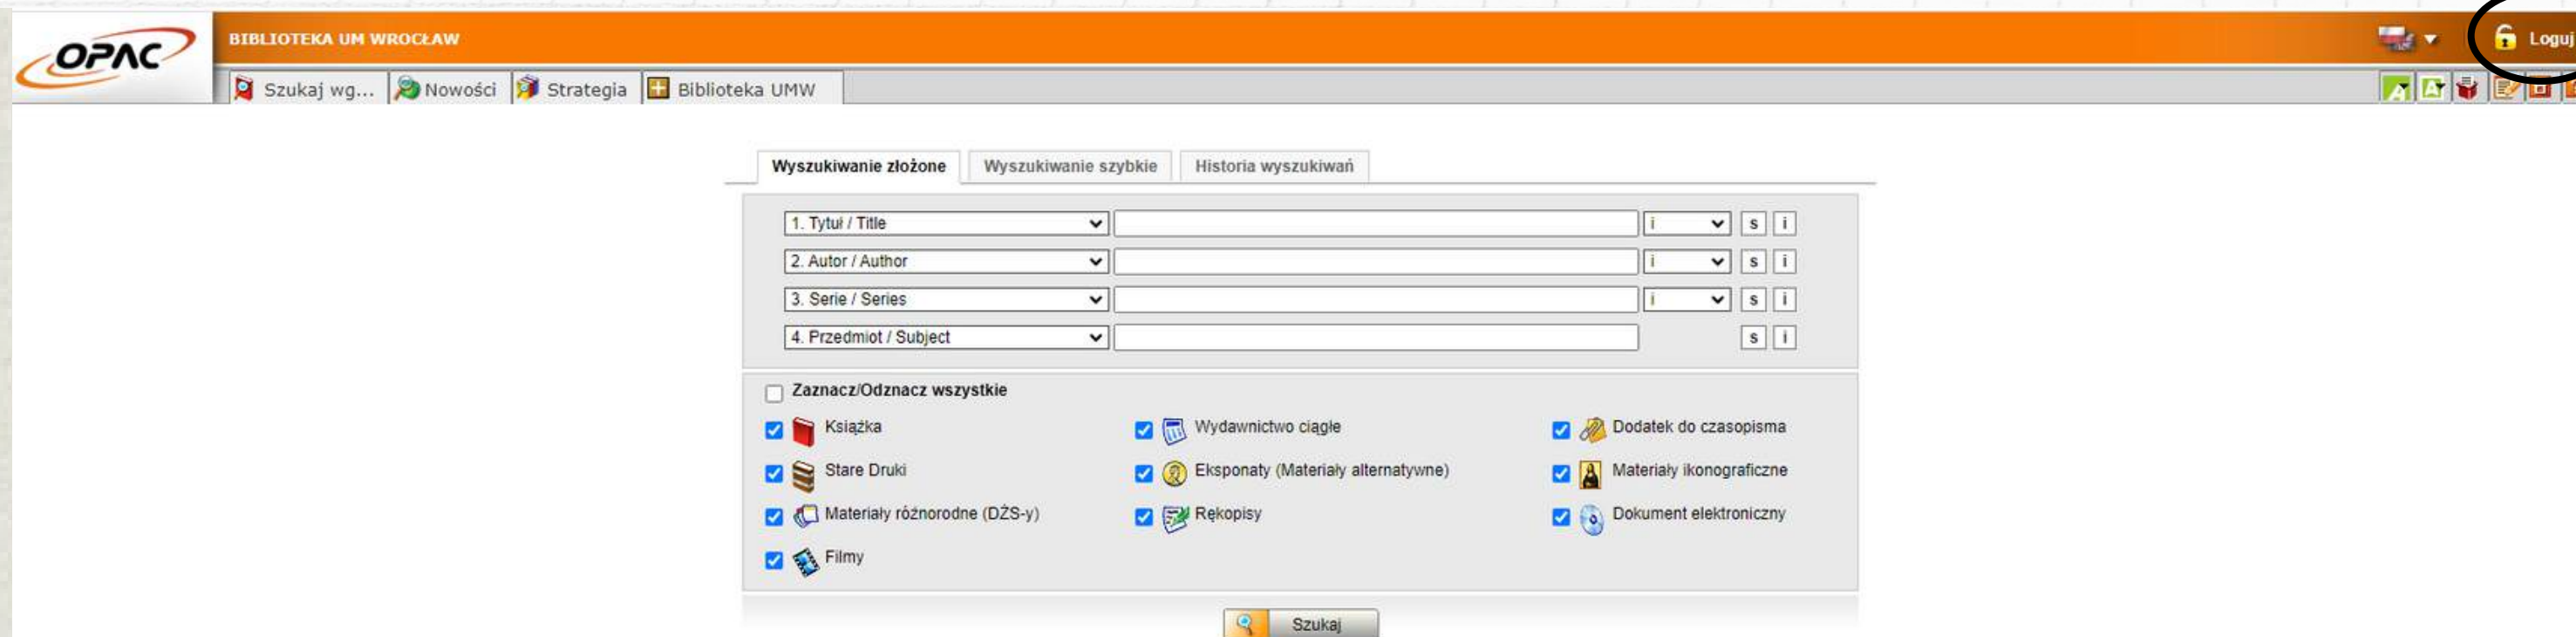 OPAC
BIBLIOTEKA UM WROCŁAW
Loguj
Szukaj wg... Nowości Strategia Biblioteka UMW
Wyszukiwanie złożone Wyszukiwanie szybkie Historia wyszukiwań
1. Tytuł / Title i s i
2. Autor / Author i s i
3. Serie / Series i s i
4. Przedmiot / Subject s i
Zaznacz/Odznacz wszystkie
Książka Wydawnictwo ciągłe Dodatek do czasopisma
Stare Druki Eksponaty (Materiały alternatywne) Materiały ikonograficzne
Materiały różnorodne (DŻS-y) Rękopisy Dokument elektroniczny
Filmy
Szukaj